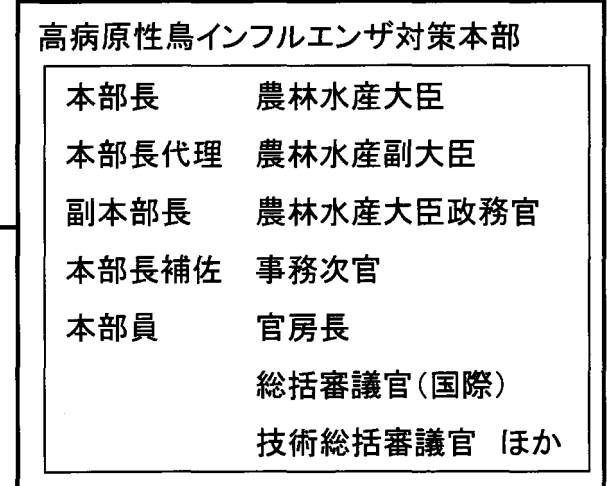 高病原性鳥インフルエンザ対策本部
本部長 農林水産大臣
本部長代理 農林水産副大臣
副本部長 農林水産大臣政務官
本部長補佐 事務次官
本部員 官房長
総括審議官（国際）
技術総括審議官 ほか